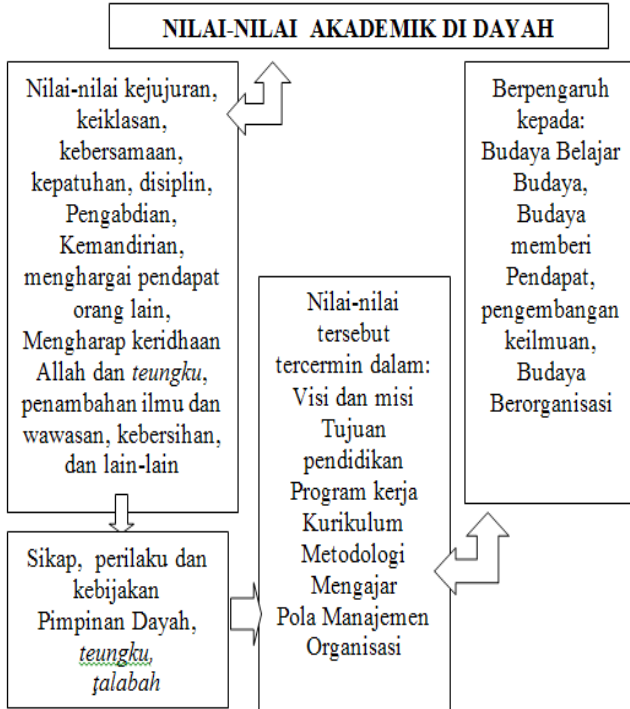 NILAI-NILAI AKADEMIK DI DAYAH
Nilai-nilai kejujuran,
keiklasan,
kebersamaan,
kepatuhan, disiplin,
Pengabdian,
Kemandirian,
menghargai pendapat
orang lain,
Mengharap keridhaan
Allah dan teungku,
penambahan ilmu dan
wawasan, kebersihan,
dan lain-lain
Sikap, perilaku dan
kebijakan
Pimpinan Dayah,
teungku,
ţalabah
Nilai-nilai
tersebut
tercermin dalam:
Visi dan misi
Tujuan
pendidikan
Program kerja
Kurikulum
Metodologi
Mengajar
Pola Manajemen
Organisasi
Berpengaruh
kepada:
Budaya Belajar
Budaya,
Budaya
memberi
Pendapat,
pengembangan
keilmuan,
Budaya
Berorganisasi